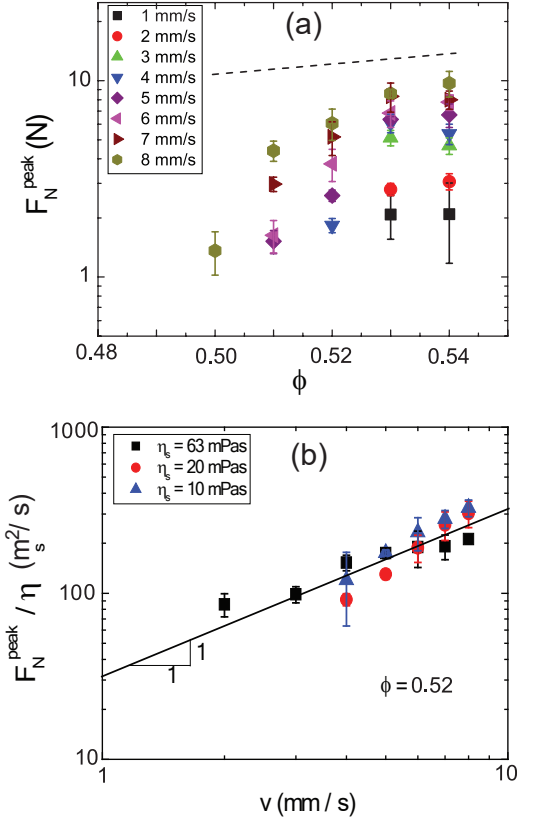 (a)
1 mm/s
2 mm/s
3 mm/s
4 mm/s
5 mm/s
6 mm/s
7 mm/s
8 mm/s
10
1
F_N^peak (N)
0.48 0.50 0.52 0.54
ϕ
(b)
η_s = 63 mPas
η_s = 20 mPas
η_s = 10 mPas
1000
100
10
F_N^peak / η_s (m²/ s)
1
1
ϕ = 0.52
1 10
v (mm / s)